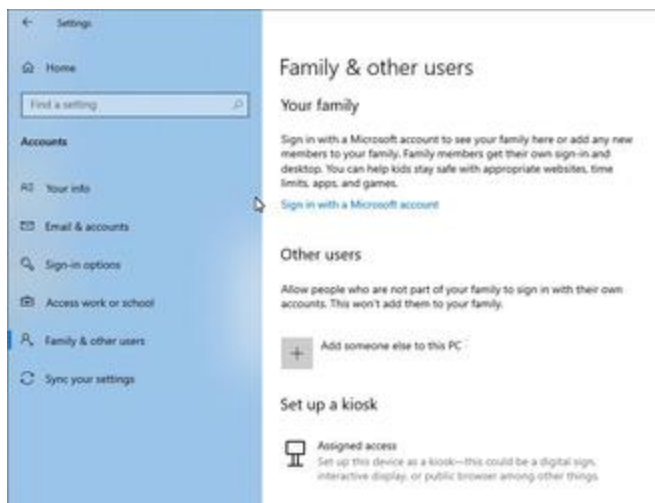 Settings
Home
Find a setting
Accounts
Your info
Email & accounts
Sign-in options
Access work or school
Family & other users
Sync your settings
Family & other users
Your family
Sign in with a Microsoft account to see your family here or add any new
members to your family. Family members get their own sign-in and
desktop. You can help kids stay safe with appropriate websites, time
limits, apps, and games.
Sign in with a Microsoft account
Other users
Allow people who are not part of your family to sign in with their own
accounts. This won't add them to your family.
Add someone else to this PC
Set up a kiosk
Assigned access
Set up this device as a kiosk—this could be a digital sign,
interactive display, or public browser among other things.